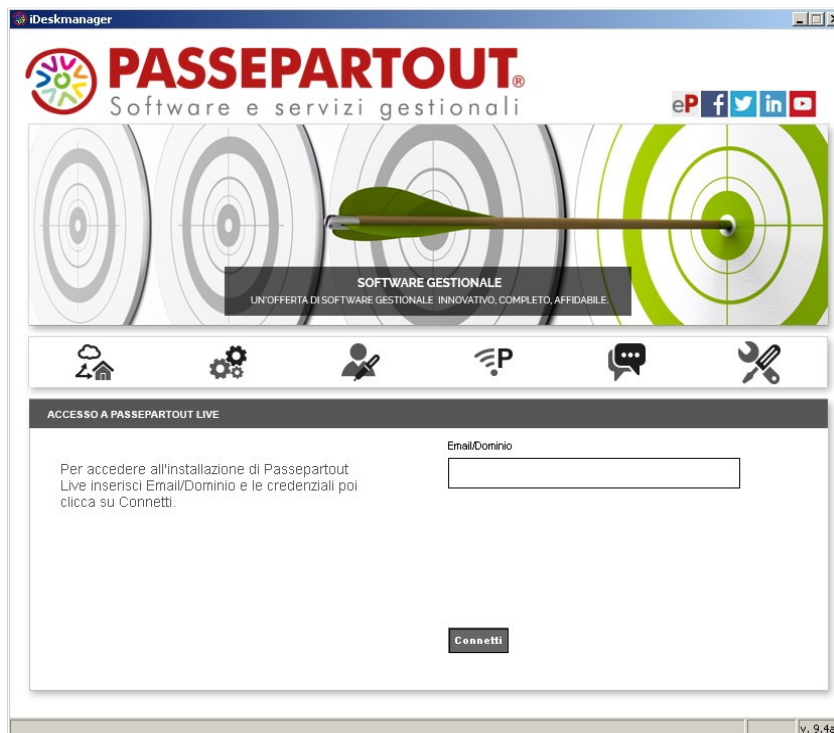 iDeskmanager
PASSEPARTOUT®
Software e servizi gestionali
eP
SOFTWARE GESTIONALE
UN'OFFERTA DI SOFTWARE GESTIONALE INNOVATIVO, COMPLETO, AFFIDABILE.
P
ACCESSO A PASSEPARTOUT LIVE
Email/Dominio
Per accedere all'installazione di Passepartout
Live inserisci Email/Dominio e le credenziali poi
clicca su Connetti.
Connetti
v. 9.4a